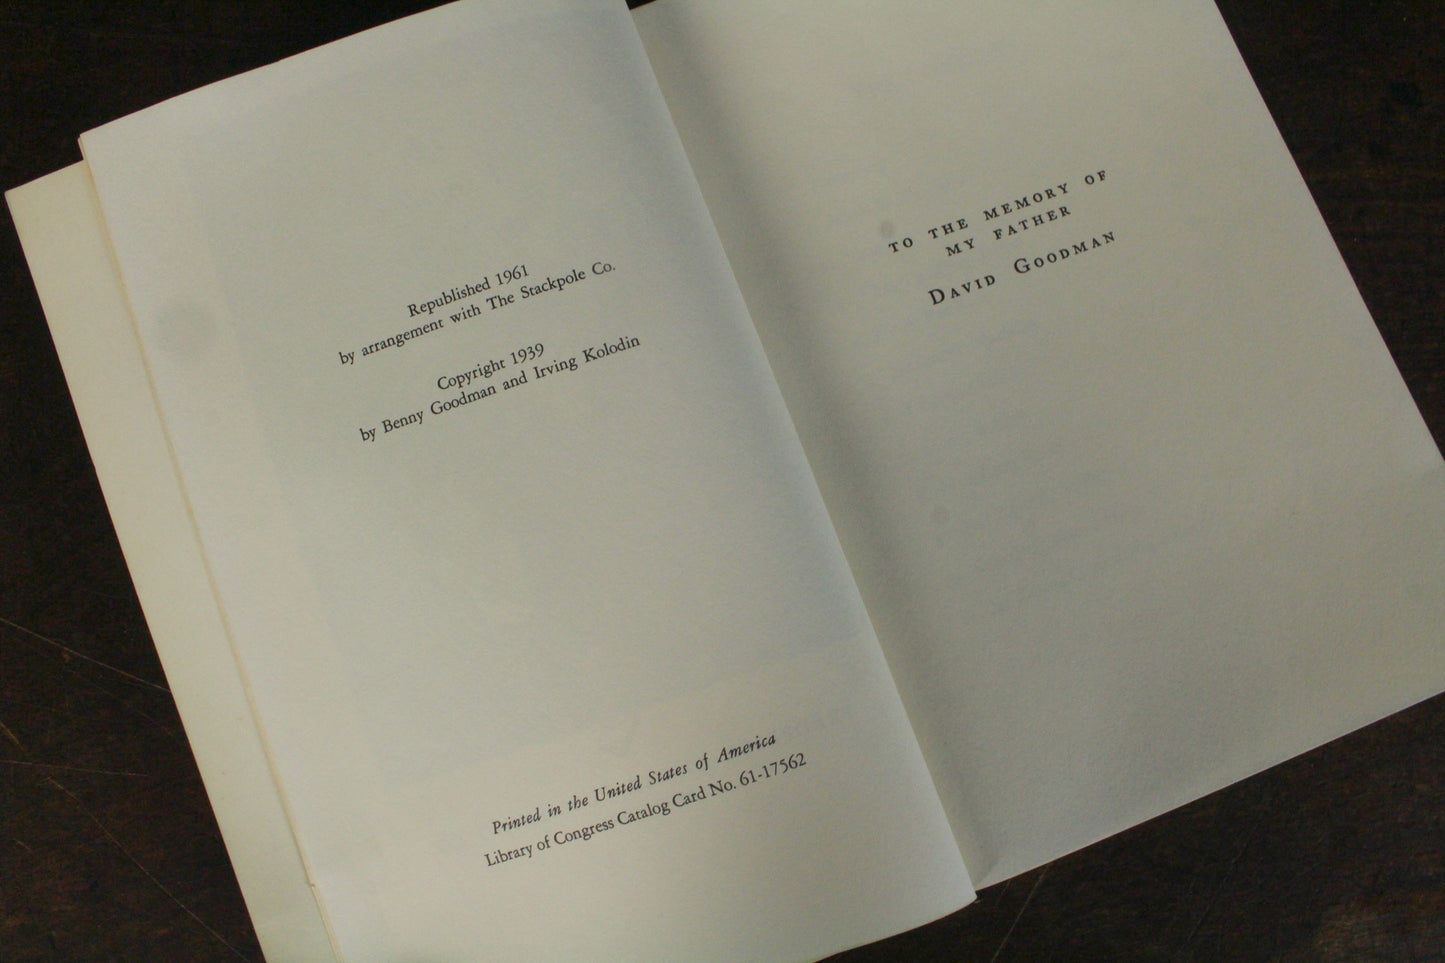 Republished 1961
by arrangement with The Stackpole Co.
Copyright 1939
by Benny Goodman and Irving Kolodin
Printed in the United States of America
Library of Congress Catalog Card No. 61-17562
TO THE MEMORY OF
MY FATHER
DAVID GOODMAN